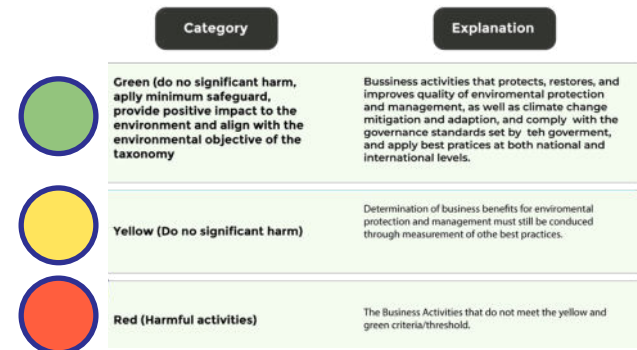 Category
Explanation
Green (do no significant harm,
aplly minimum safeguard,
provide positive impact to the
environment and align with the
environmental objective of the
taxonomy
Bussiness activities that protects, restores, and
improves quality of enviromental protection
and management, as well as climate change
mitigation and adaption, and comply with the
governance standards set by teh goverment,
and apply best pratices at both national and
international levels.
Yellow (Do no significant harm)
Determination of business benefits for enviromental
protection and management must still be conduced
through measurement of othe best practices.
Red (Harmful activities)
The Business Activities that do not meet the yellow and
green criteria/threshold.